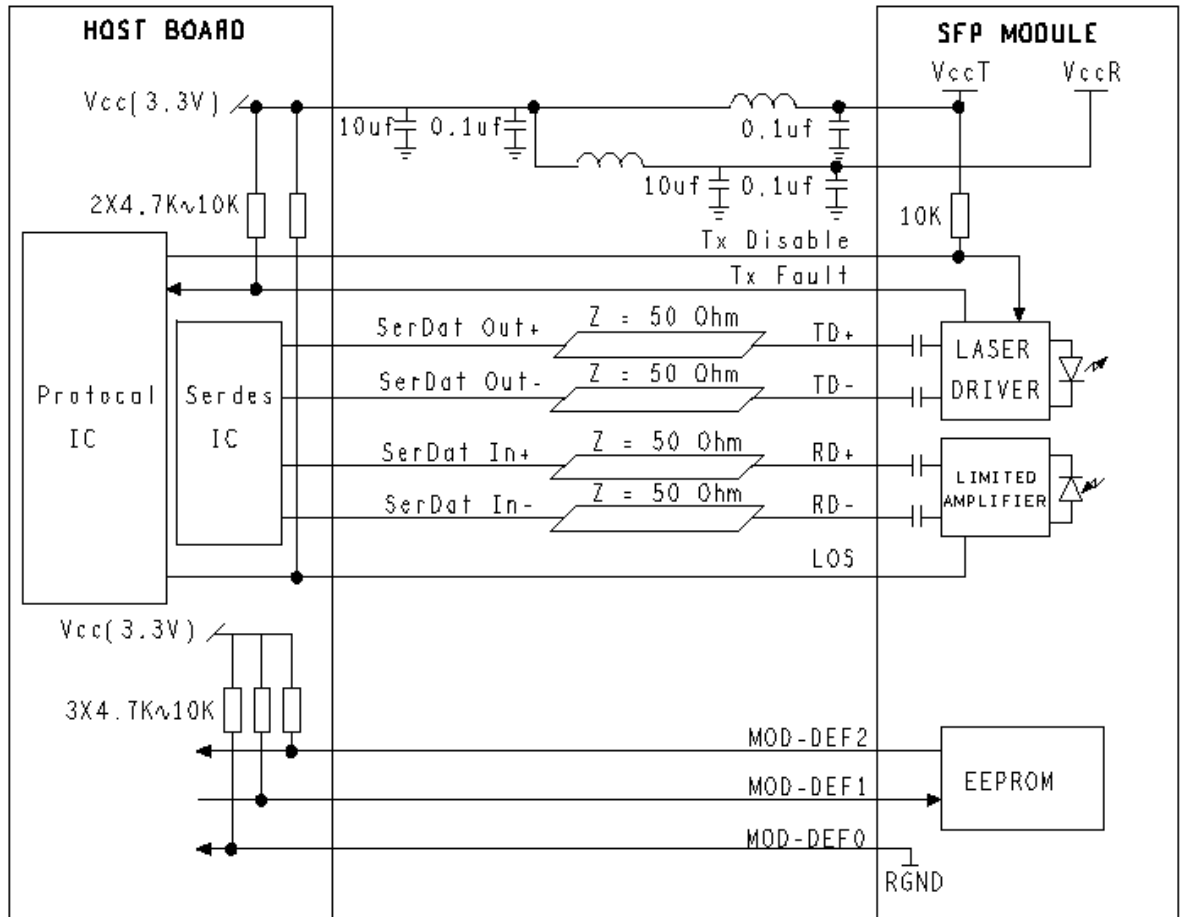 HOST BOARD
SFP MODULE
VccT
VccR
Vcc(3.3V)
10uf
0.1uf
0.1uf
10uf
0.1uf
2X4.7K~10K
10K
Tx Disable
Tx Fault
SerDat Out+
Z = 50 Ohm
TD+
LASER
DRIVER
SerDat Out-
Z = 50 Ohm
TD-
Protocal
IC
Serdes
IC
SerDat In+
Z = 50 Ohm
RD+
LIMITED
AMPLIFIER
SerDat In-
Z = 50 Ohm
RD-
LOS
Vcc(3.3V)
3X4.7K~10K
MOD-DEF2
MOD-DEF1
EEPROM
MOD-DEF0
RGND